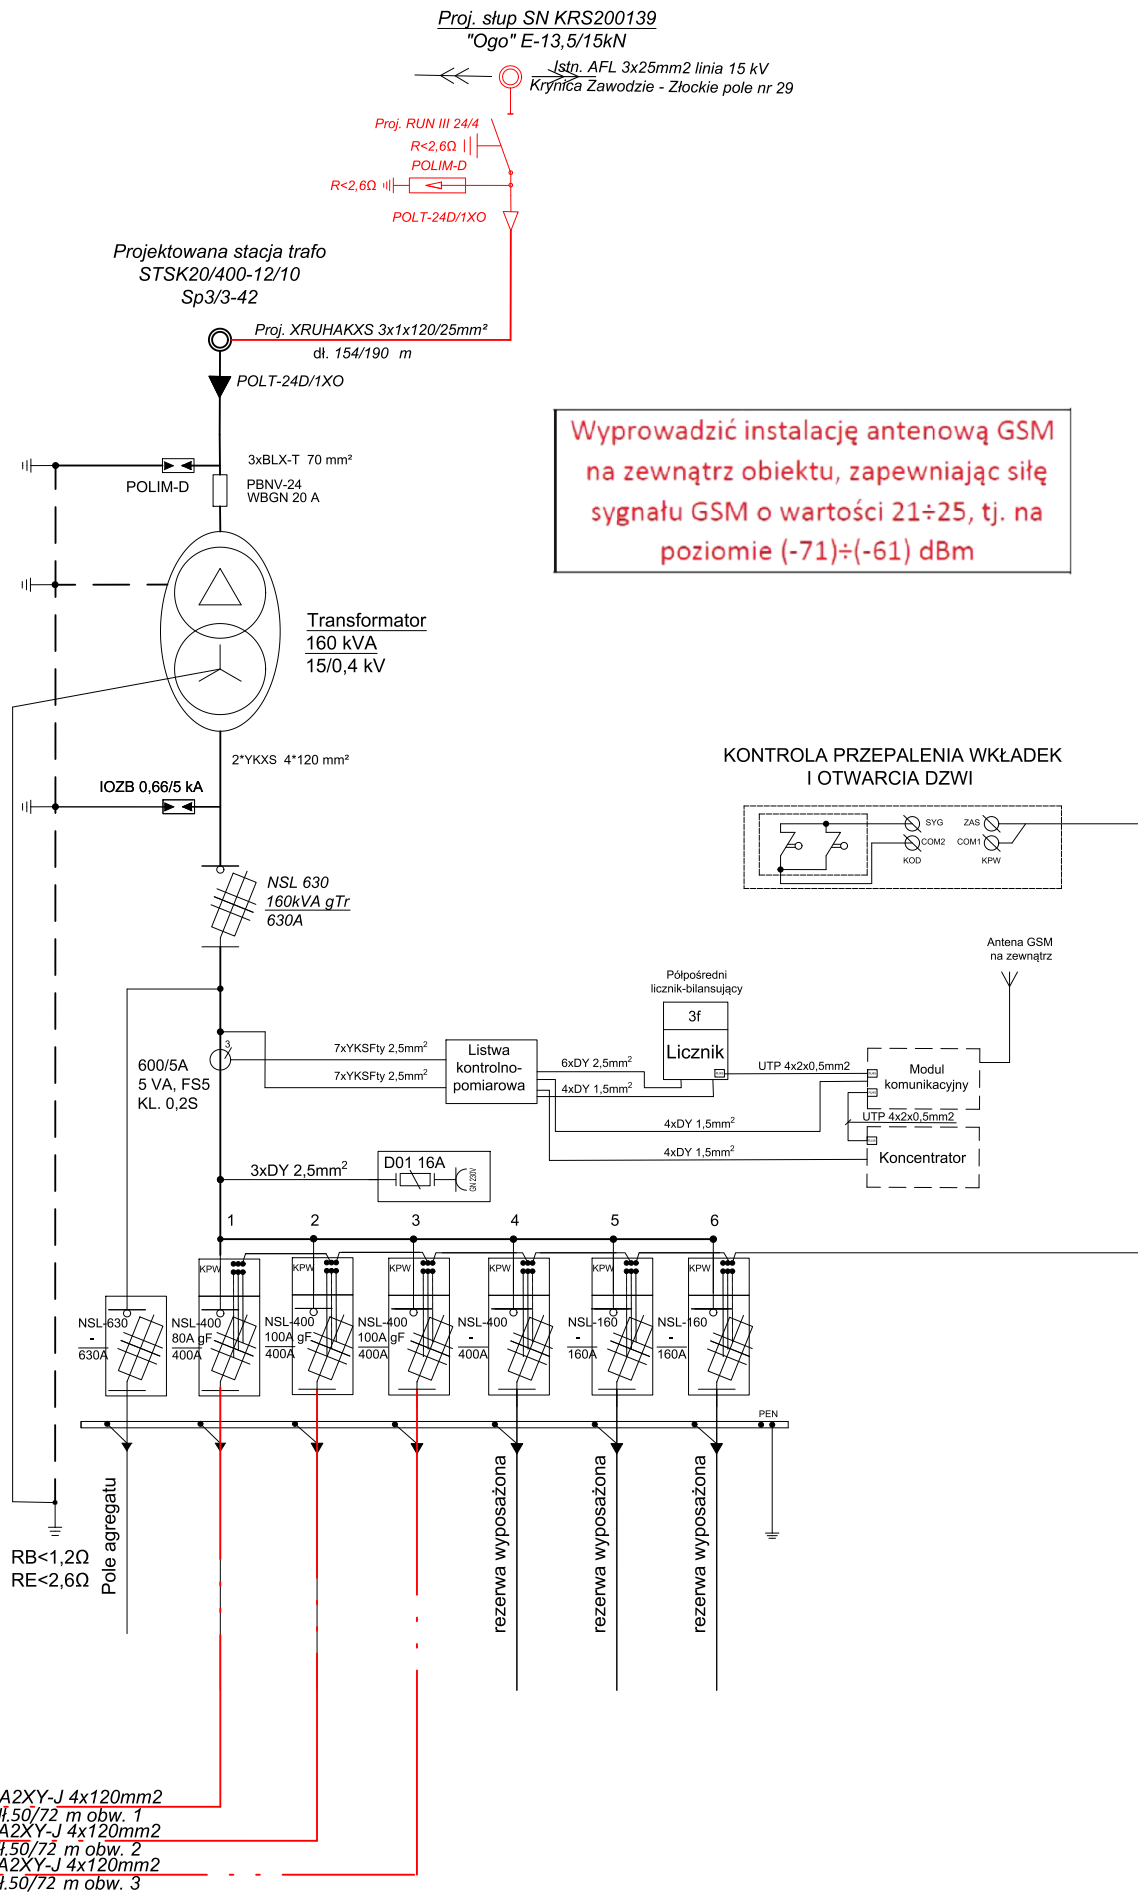 Proj. słup SN KRS200139
"Ogo" E-13,5/15kN
Istn. AFL 3x25mm2 linia 15 kV
Krynica Zawodzie - Złockie pole nr 29
Proj. RUN III 24/4
R<2,6Ω
POLIM-D
R<2,6Ω
POLT-24D/1XO
Projektowana stacja trafo
STSK20/400-12/10
Sp3/3-42
Proj. XRUHAKXS 3x1x120/25mm²
dł. 154/190 m
POLT-24D/1XO
3xBLX-T 70 mm²
POLIM-D
PBNV-24
WBGN 20 A
Wyprowadzić instalację antenową GSM
na zewnątrz obiektu, zapewniając siłę
sygnału GSM o wartości 21÷25, tj. na
poziomie (-71)÷(-61) dBm
Transformator
160 kVA
15/0,4 kV
2*YKXS 4*120 mm²
IOZB 0,66/5 kA
KONTROLA PRZEPALENIA WKŁADEK
I OTWARCIA DZWI
SYG
ZAS
COM2
COM1
KOD
KPW
NSL 630
160kVA gTr
630A
Antena GSM
na zewnątrz
Półpośredni
licznik-bilansujący
3f
Licznik
3
600/5A
5 VA, FS5
KL. 0,2S
7xYKSFty 2,5mm²
7xYKSFty 2,5mm²
Listwa
kontrolno-
pomiarowa
6xDY 2,5mm²
4xDY 1,5mm²
UTP 4x2x0,5mm2
Moduł
komunikacyjny
UTP 4x2x0,5mm2
4xDY 1,5mm²
4xDY 1,5mm²
Koncentrator
3xDY 2,5mm²
D01 16A
GN 230V
1 2 3 4 5 6
KPW KPW KPW KPW KPW KPW
NSL-630
-
630A
NSL-400
80A gF
400A
NSL-400
100A gF
400A
NSL-400
100A gF
400A
NSL-400
-
400A
NSL-160
-
160A
NSL-160
-
160A
PEN
Pole agregatu
rezerwa wyposażona
rezerwa wyposażona
rezerwa wyposażona
RB<1,2Ω
RE<2,6Ω
A2XY-J 4x120mm2
ł.50/72 m obw. 1
A2XY-J 4x120mm2
ł.50/72 m obw. 2
A2XY-J 4x120mm2
ł.50/72 m obw. 3